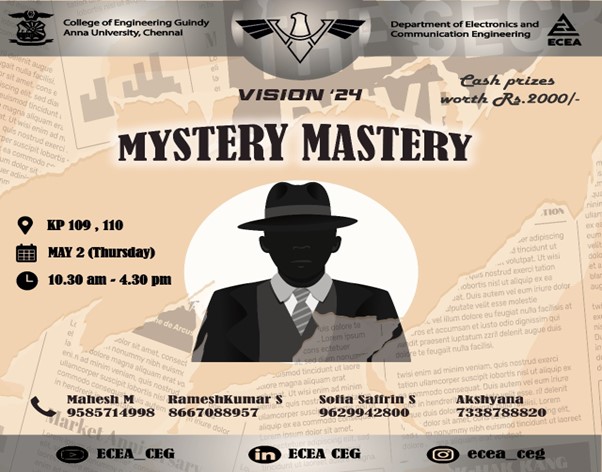 College of Engineering Guindy
Anna University, Chennai
Department of Electronics and
Communication Engineering
ECEA
VISION '24
Cash prizes
worth Rs.2000/-
MYSTERY MASTERY
KP 109 , 110
MAY 2 (Thursday)
10.30 am - 4.30 pm
Mahesh M
9585714998
RameshKumar S
8667088957
Sofia Saffrin S
9629942800
Akshyana
7338788820
ECEA_CEG
ECEA CEG
ecea_ceg